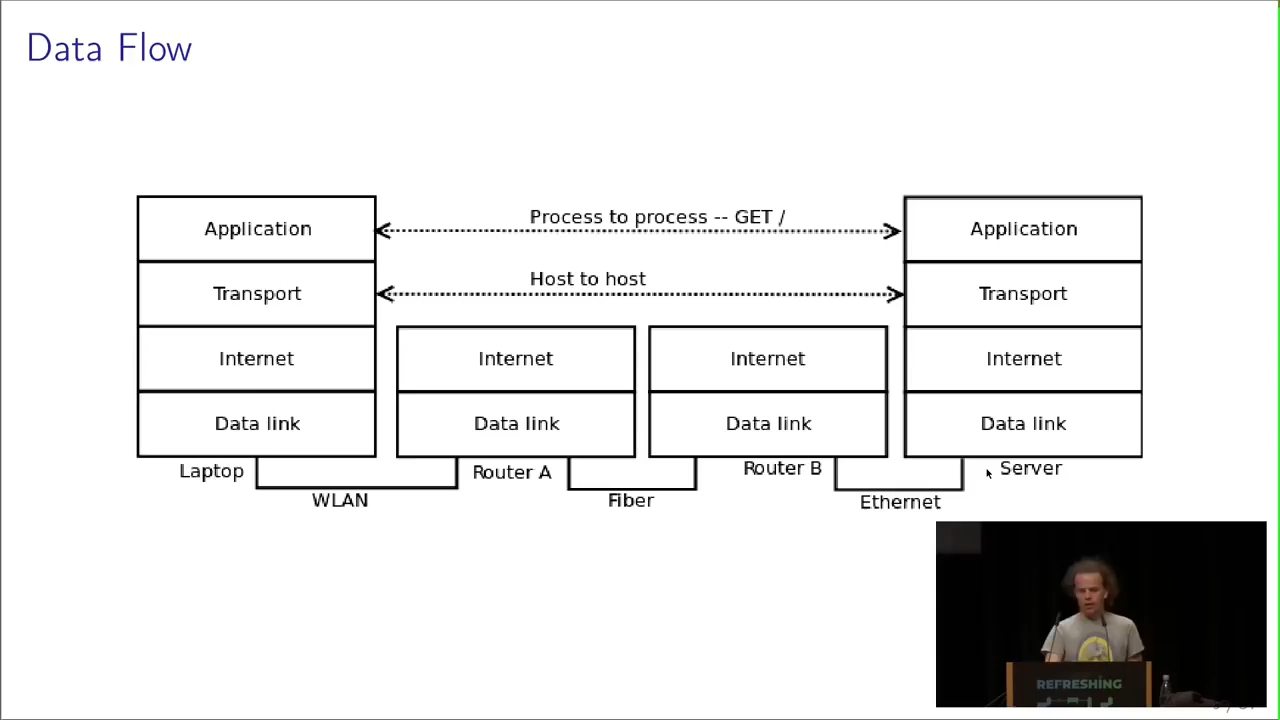 Data Flow
Process to process -- GET /
Application
Application
Host to host
Transport
Transport
Internet
Internet
Internet
Internet
Data link
Data link
Data link
Data link
Laptop
Router A
Router B
Server
WLAN
Fiber
Ethernet
REFRESHING